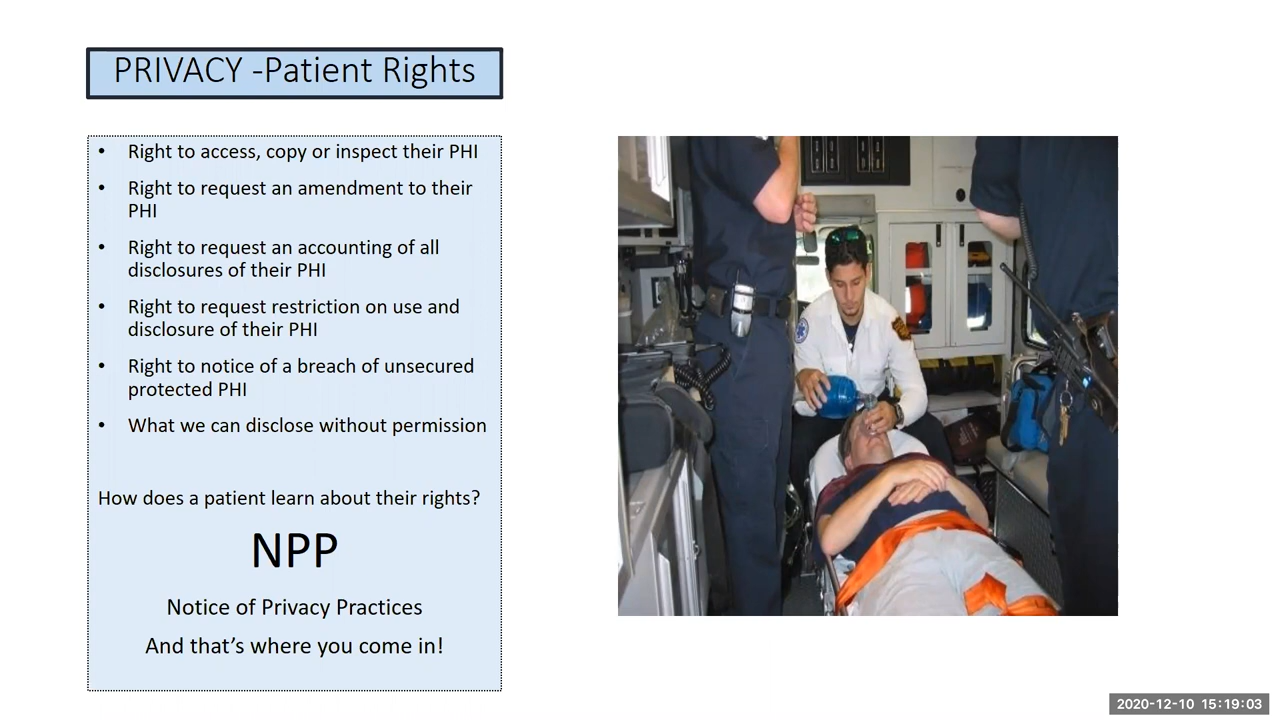 PRIVACY -Patient Rights
• Right to access, copy or inspect their PHI
• Right to request an amendment to their
PHI
• Right to request an accounting of all
disclosures of their PHI
• Right to request restriction on use and
disclosure of their PHI
• Right to notice of a breach of unsecured
protected PHI
• What we can disclose without permission
How does a patient learn about their rights?
NPP
Notice of Privacy Practices
And that’s where you come in!
2020-12-10 15:19:03